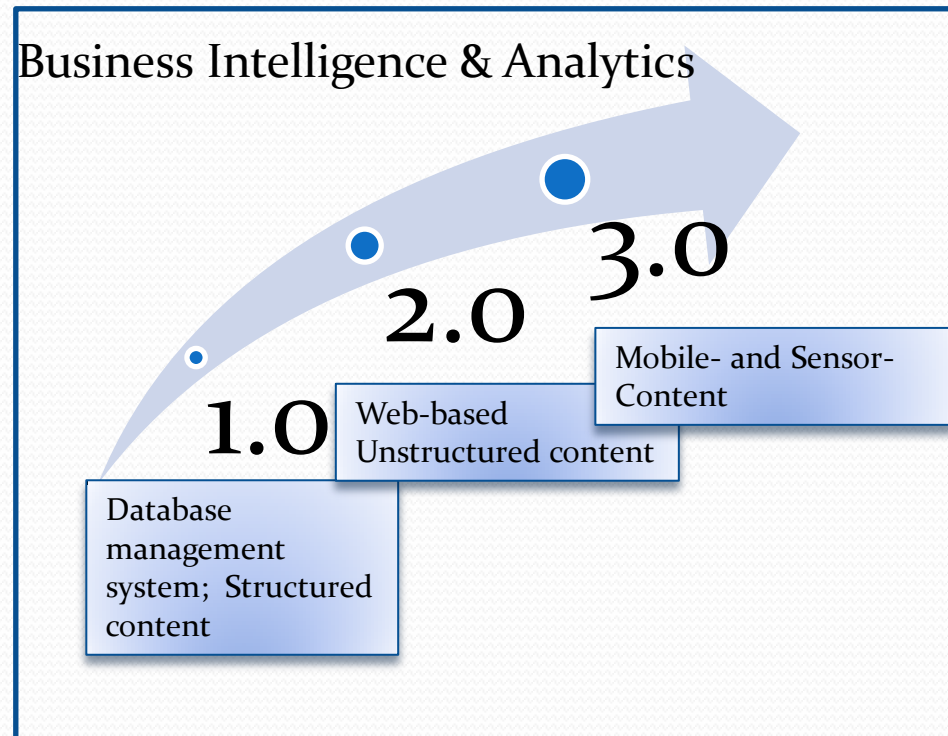 Business Intelligence & Analytics
3.0
2.0
Mobile- and Sensor-
Content
1.0
Web-based
Unstructured content
Database
management
system; Structured
content